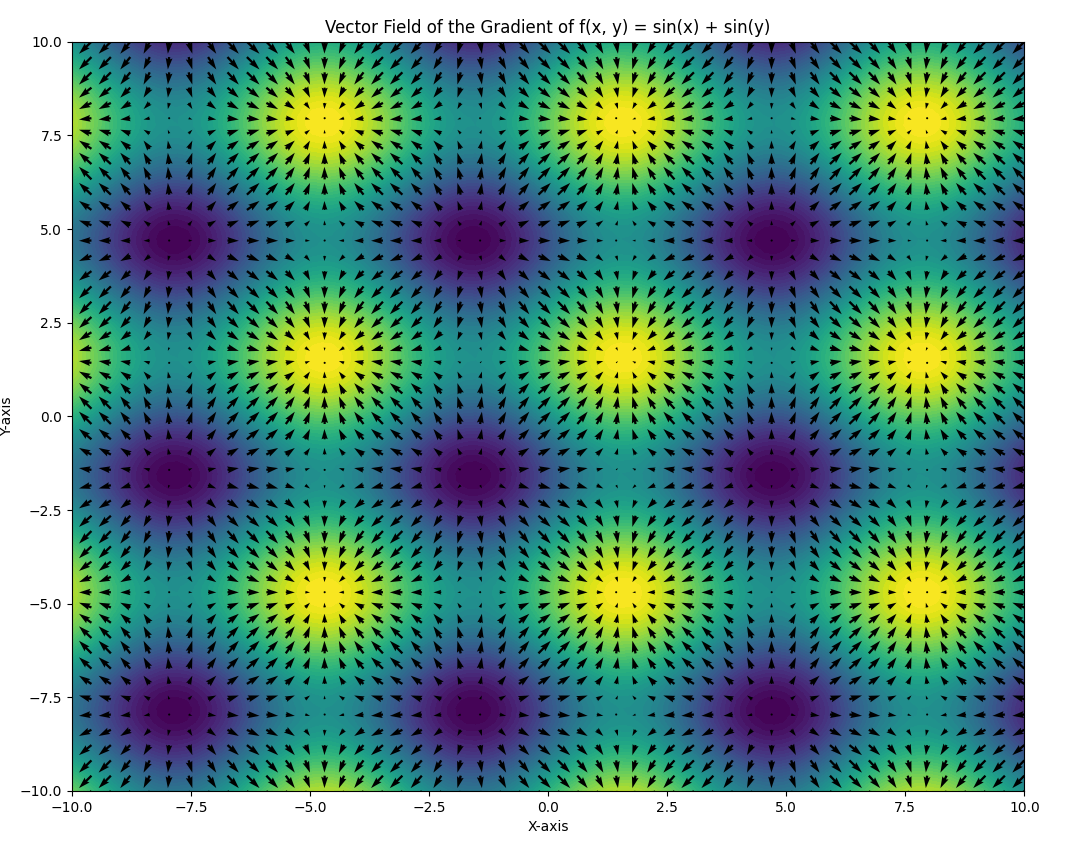 Vector Field of the Gradient of f(x, y) = sin(x) + sin(y)
10.0
7.5
5.0
2.5
0.0
−2.5
−5.0
−7.5
−10.0
Y-axis
−10.0 −7.5 −5.0 −2.5 0.0 2.5 5.0 7.5 10.0
X-axis